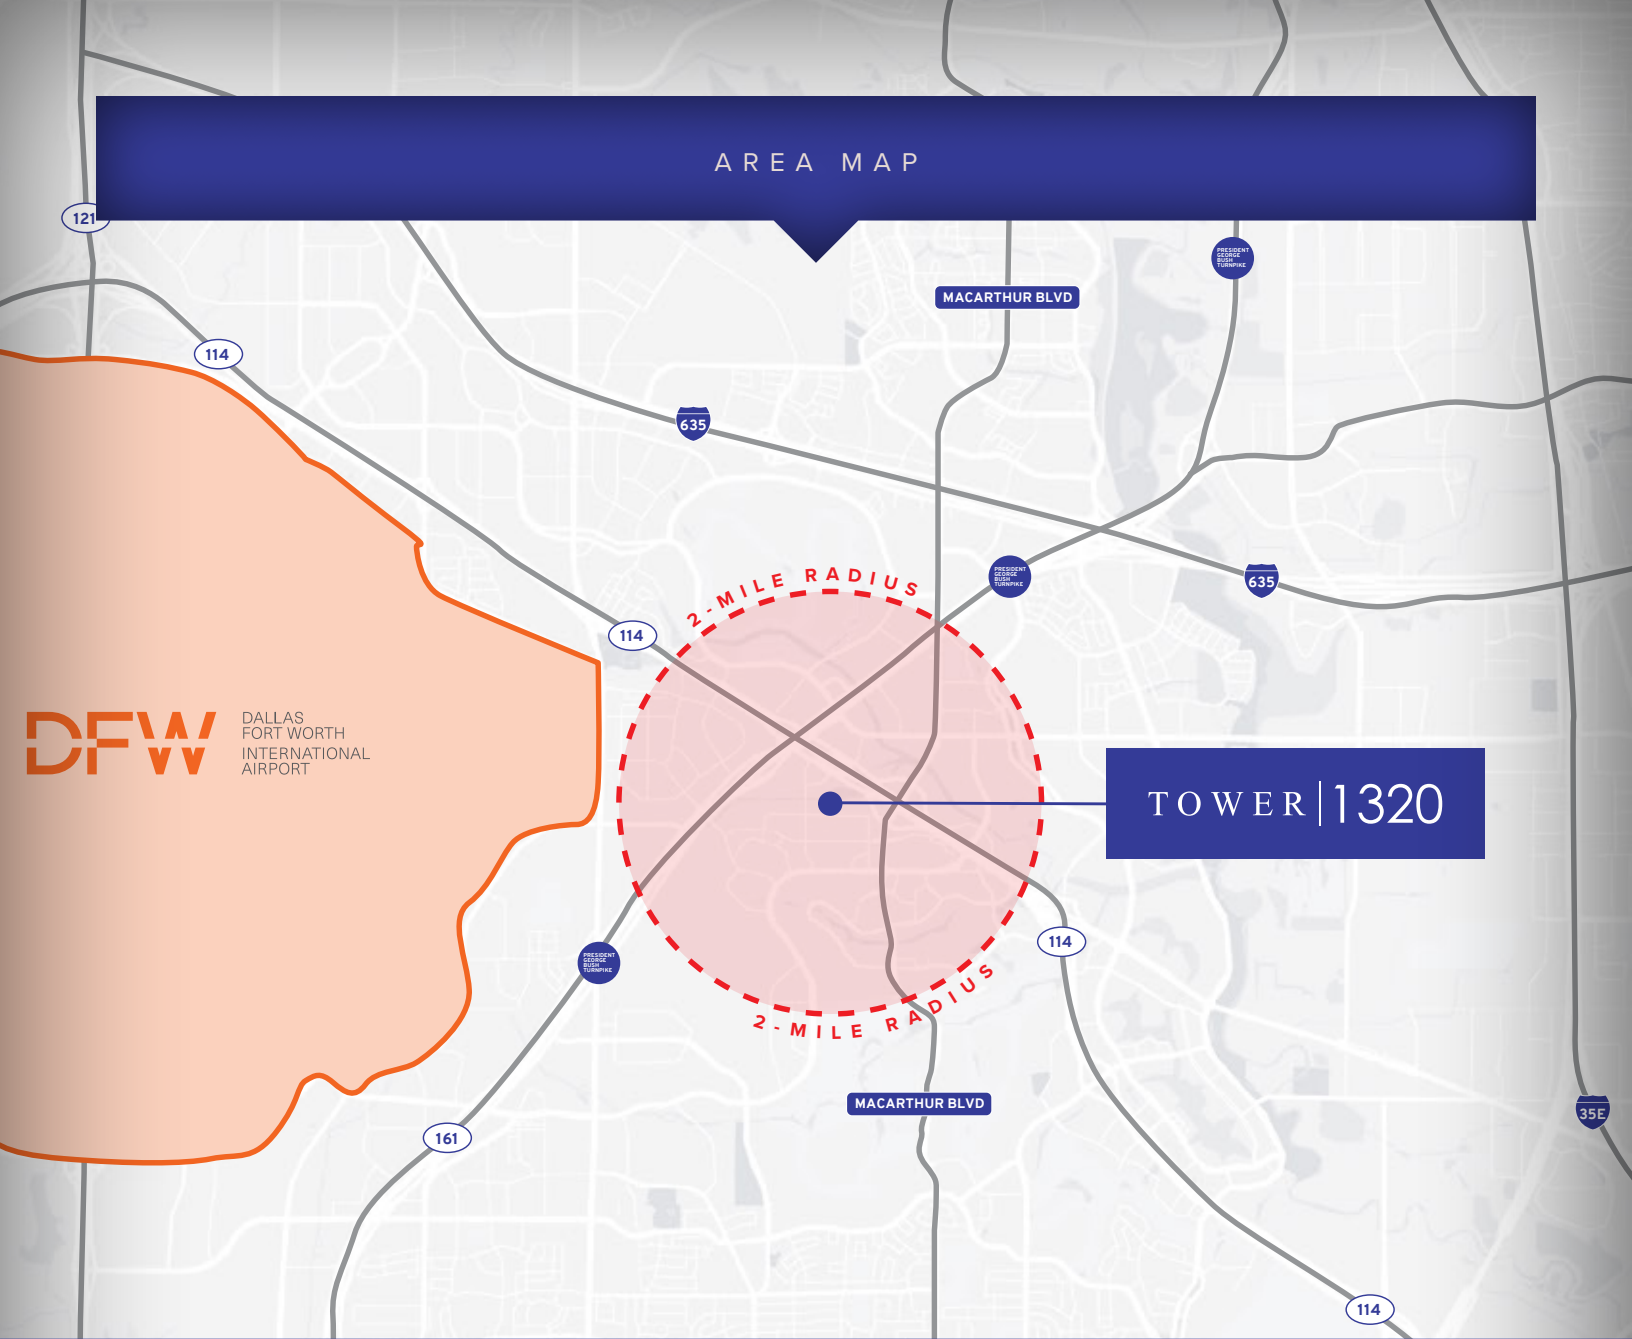 AREA MAP
121
PRESIDENT
GEORGE
BUSH
TURNPIKE
MACARTHUR BLVD
114
635
2-MILE RADIUS
PRESIDENT
GEORGE
BUSH
TURNPIKE
635
114
DFW
DALLAS
FORT WORTH
INTERNATIONAL
AIRPORT
TOWER|1320
114
PRESIDENT
GEORGE
BUSH
TURNPIKE
2-MILE RADIUS
MACARTHUR BLVD
35E
161
114